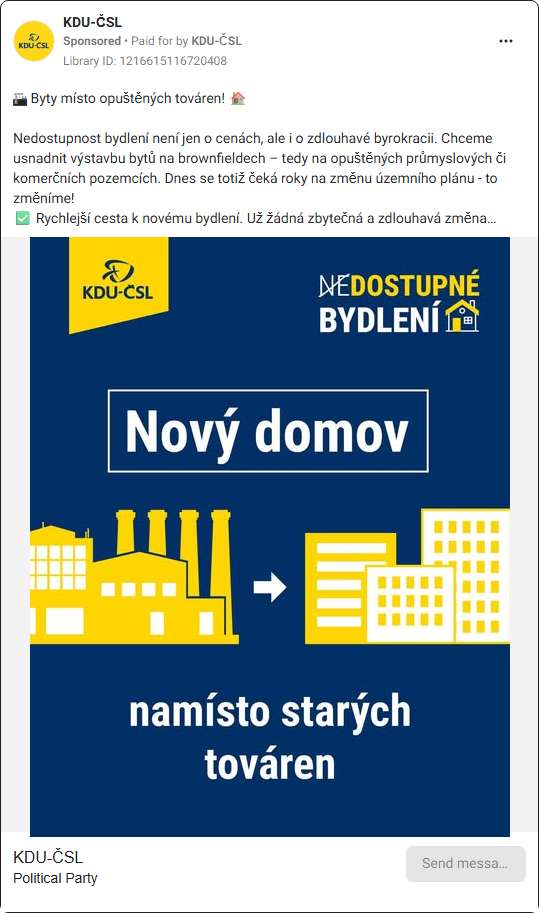 KDU-ČSL
KDU-ČSL
Sponsored • Paid for by KDU-ČSL
Library ID: 1216615116720408
🏭 Byty místo opuštěných továren! 🏠
Nedostupnost bydlení není jen o cenách, ale i o zdlouhavé byrokracii. Chceme
usnadnit výstavbu bytů na brownfieldech – tedy na opuštěných průmyslových či
komerčních pozemcích. Dnes se totiž čeká roky na změnu územního plánu - to
změníme!
✅ Rychlejší cesta k novému bydlení. Už žádná zbytečná a zdlouhavá změna...
KDU-ČSL
NEDOSTUPNÉ
BYDLENÍ
Nový domov
namísto starých
továren
KDU-ČSL
Political Party
Send messa...